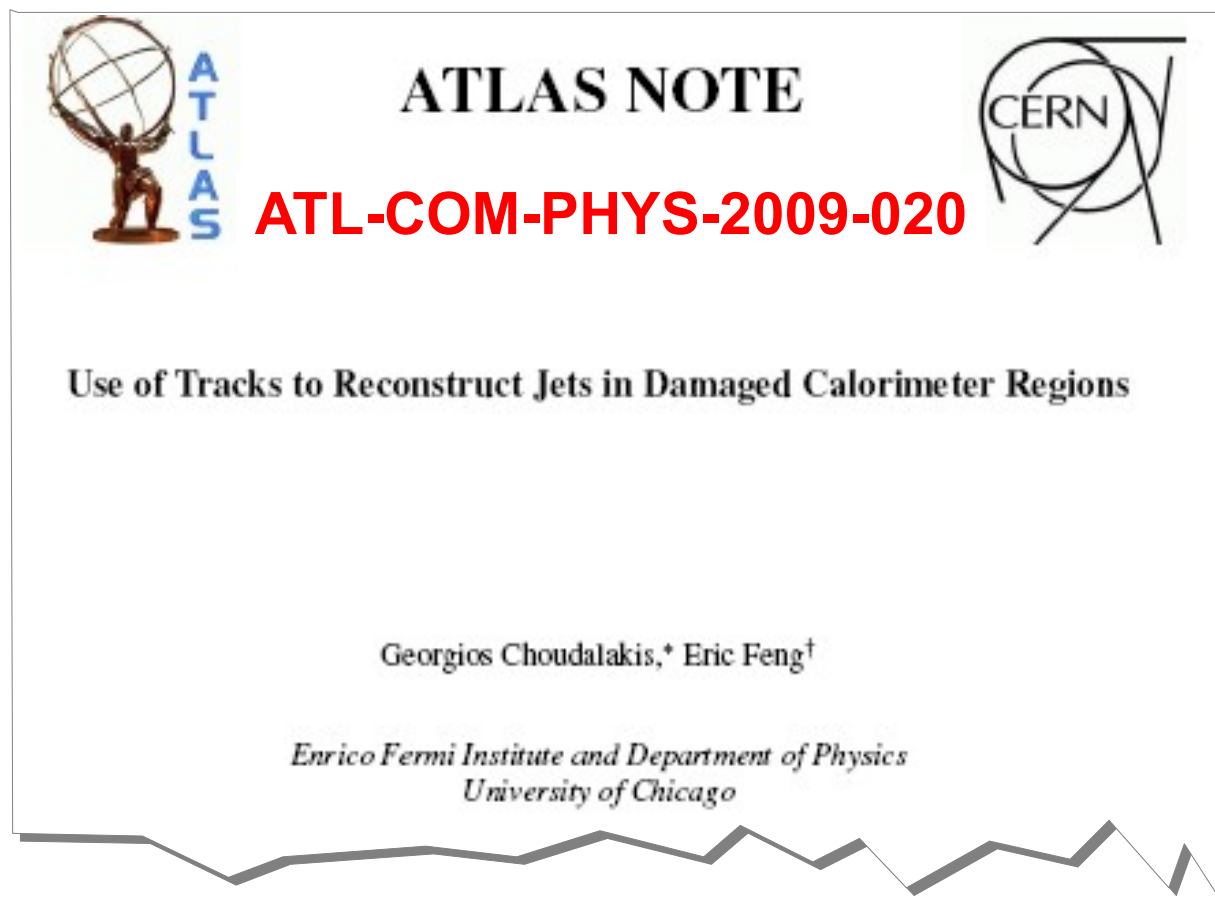 ATLAS
ATLAS NOTE
CERN
ATL-COM-PHYS-2009-020
Use of Tracks to Reconstruct Jets in Damaged Calorimeter Regions
Georgios Choudalakis,* Eric Feng†
Enrico Fermi Institute and Department of Physics
University of Chicago